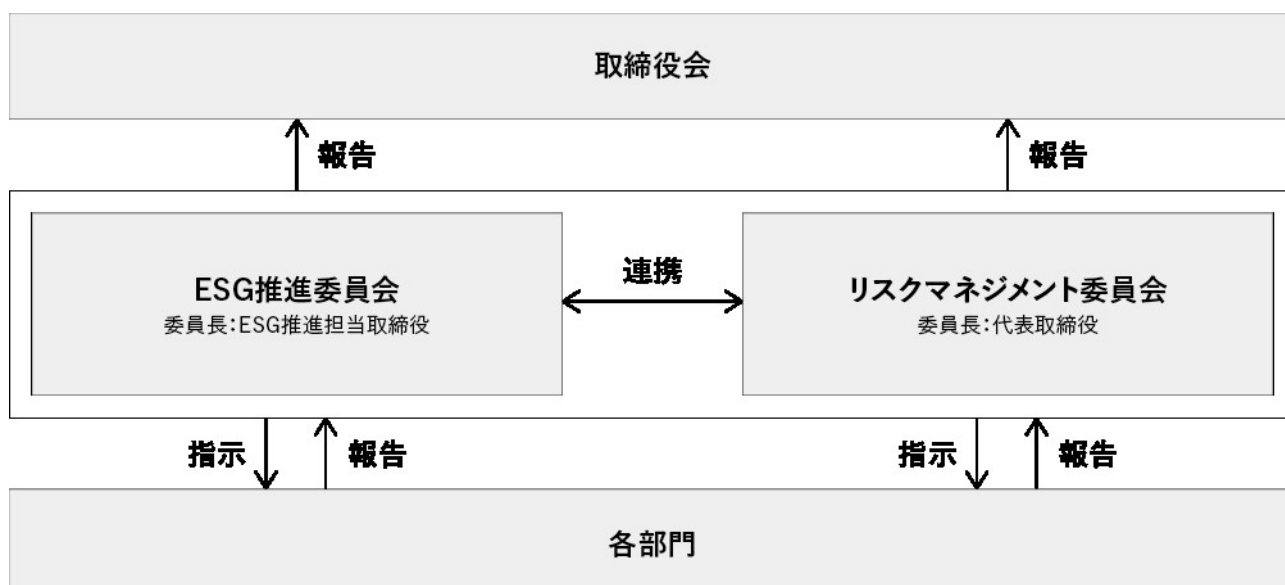 取締役会
報告
報告
ESG推進委員会
委員長：ESG推進担当取締役
連携
リスクマネジメント委員会
委員長：代表取締役
指示
報告
指示
報告
各部門